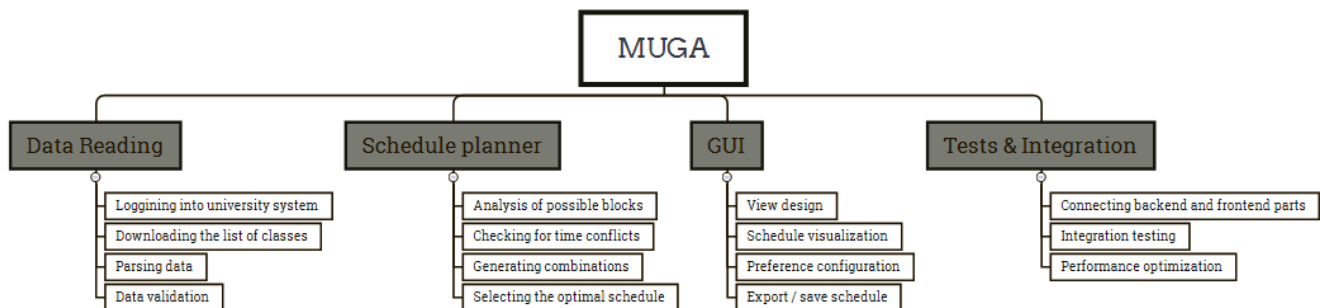 MUGA
Data Reading
Loggining into university system
Downloading the list of classes
Parsing data
Data validation
Schedule planner
Analysis of possible blocks
Checking for time conflicts
Generating combinations
Selecting the optimal schedule
GUI
View design
Schedule visualization
Preference configuration
Export / save schedule
Tests & Integration
Connecting backend and frontend parts
Integration testing
Performance optimization